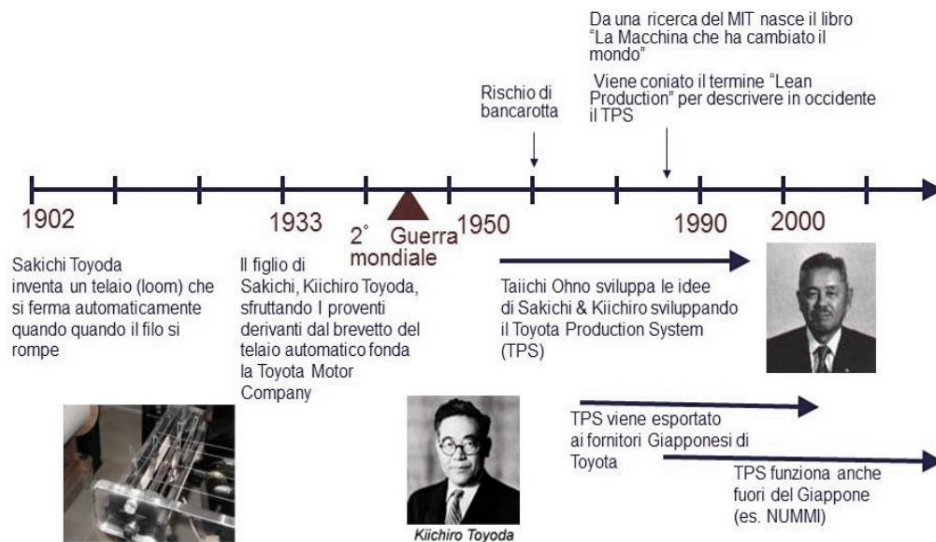 Da una ricerca del MIT nasce il libro
“La Macchina che ha cambiato il
mondo”
Viene coniato il termine “Lean
Production” per descrivere in occidente
il TPS
Rischio di
bancarotta
1902
1933
2° Guerra
mondiale
1950
1990
2000
Sakichi Toyoda
inventa un telaio (loom) che
si ferma automaticamente
quando quando il filo si
rompe
Il figlio di
Sakichi, Kiichiro Toyoda,
sfruttando I proventi
derivanti dal brevetto del
telaio automatico fonda
la Toyota Motor
Company
Taiichi Ohno sviluppa le idee
di Sakichi & Kiichiro sviluppando
il Toyota Production System
(TPS)
TPS viene esportato
ai fornitori Giapponesi di
Toyota
TPS funziona anche
fuori del Giappone
(es. NUMMI)
Kiichiro Toyoda